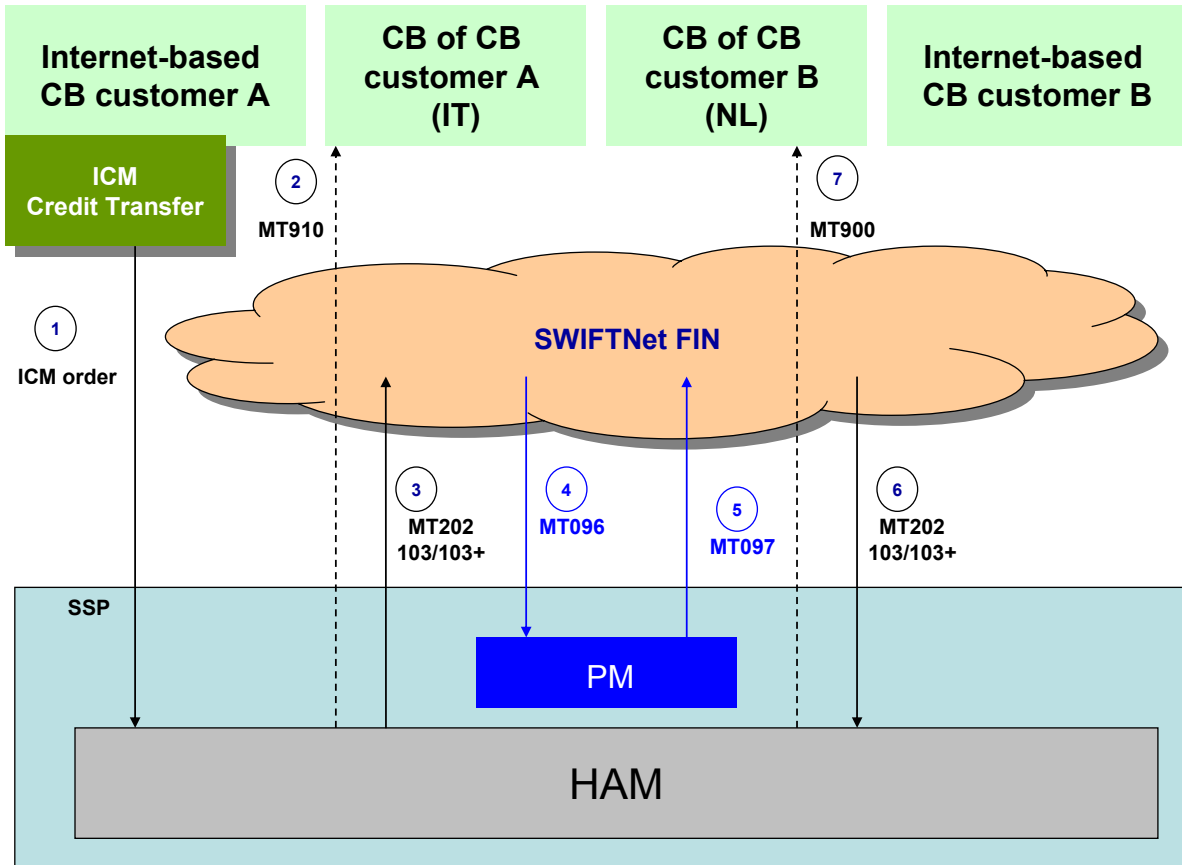 Internet-based
CB customer A
CB of CB
customer A
(IT)
CB of CB
customer B
(NL)
Internet-based
CB customer B
ICM
Credit Transfer
2
MT910
7
MT900
1
ICM order
SWIFTNet FIN
3
MT202
103/103+
4
MT096
5
MT097
6
MT202
103/103+
SSP
PM
HAM